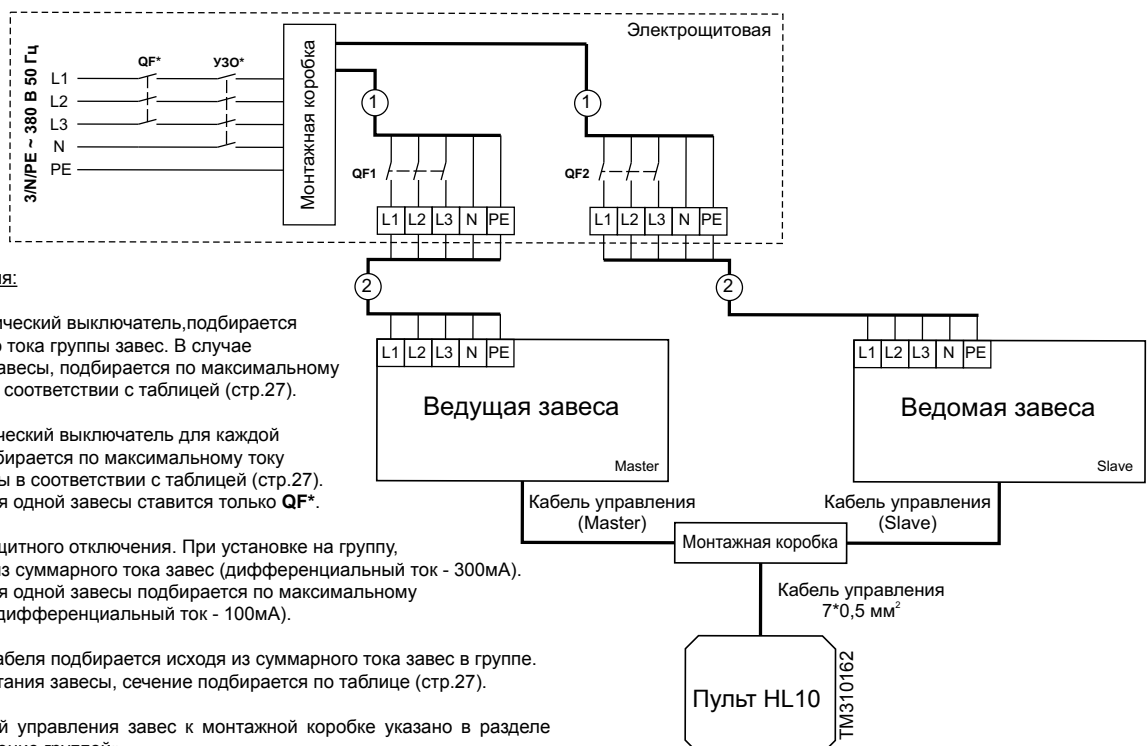 Электрощитовая
3/N/PE ~ 380 В 50 Гц
QF*
УЗО*
L1
L2
L3
N
PE
Монтажная коробка
1
1
QF1
QF2
L1 L2 L3 N PE
L1 L2 L3 N PE
2
2
L1 L2 L3 N PE
Ведущая завеса
Master
L1 L2 L3 N PE
Ведомая завеса
Slave
Кабель управления
(Master)
Кабель управления
(Slave)
Монтажная коробка
Кабель управления
7*0,5 мм²
Пульт HL10
TM310162
ия:
ический выключатель,подбирается
о тока группы завес. В случае
авесы, подбирается по максимальному
соответствии с таблицей (стр.27).
ический выключатель для каждой
бирается по максимальному току
ы в соответствии с таблицей (стр.27).
я одной завесы ставится только QF*.
щитного отключения. При установке на группу,
из суммарного тока завес (дифференциальный ток - 300мА).
я одной завесы подбирается по максимальному
дифференциальный ток - 100мА).
абеля подбирается исходя из суммарного тока завес в группе.
тания завесы, сечение подбирается по таблице (стр.27).
й управления завес к монтажной коробке указано в разделе